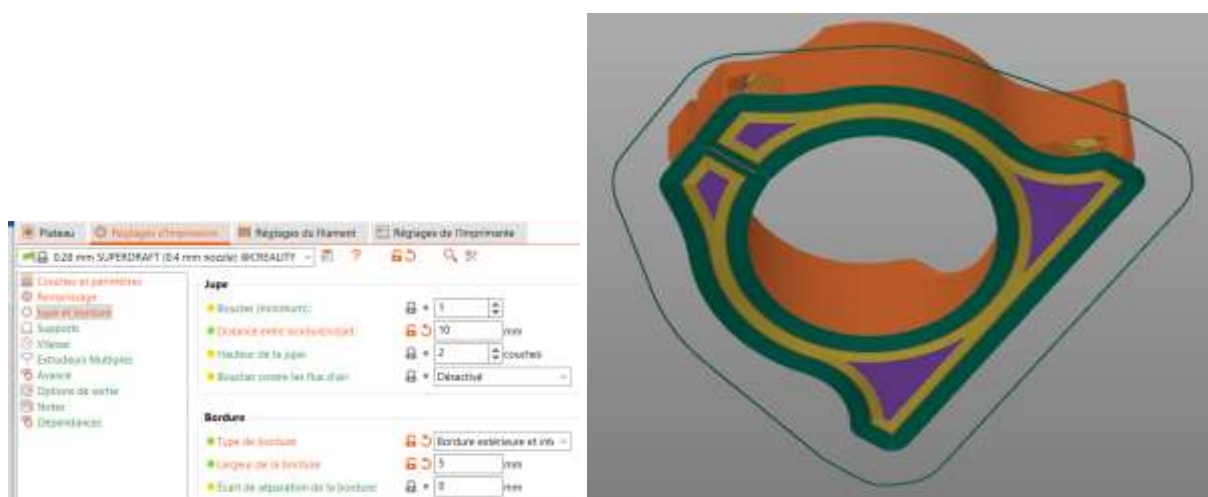 Plateau Réglages d'Impression Réglages du filament Réglages de l'imprimante
0.28 mm SUPERDRAFT (0.4 mm nozzle) @CREALITY
Couches et périmètres
Remplissage
Jupe et bordure
Supports
Vitesse
Extrudeurs Multiples
Avancé
Options de sortie
Notes
Dépendances
Jupe
Boucles (minimum): 1
Distance entre bordure/objet: 10 mm
Hauteur de la jupe: 2 couches
Bouclier contre les flux d'air: Désactivé
Bordure
Type de bordure: Bordure extérieure et inté
Largeur de la bordure: 5 mm
Écart de séparation de la bordure: 0 mm